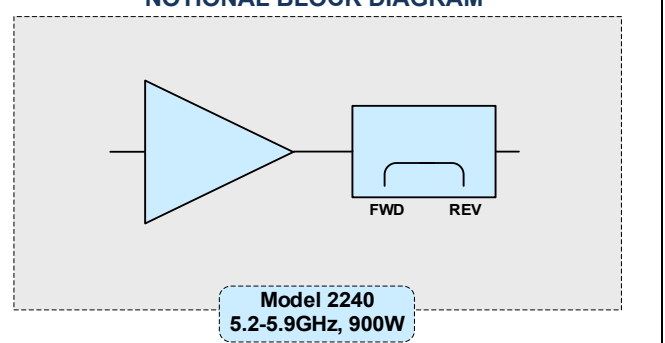 NOTIONAL BLOCK DIAGRAM
FWD REV
Model 2240
5.2-5.9GHz, 900W